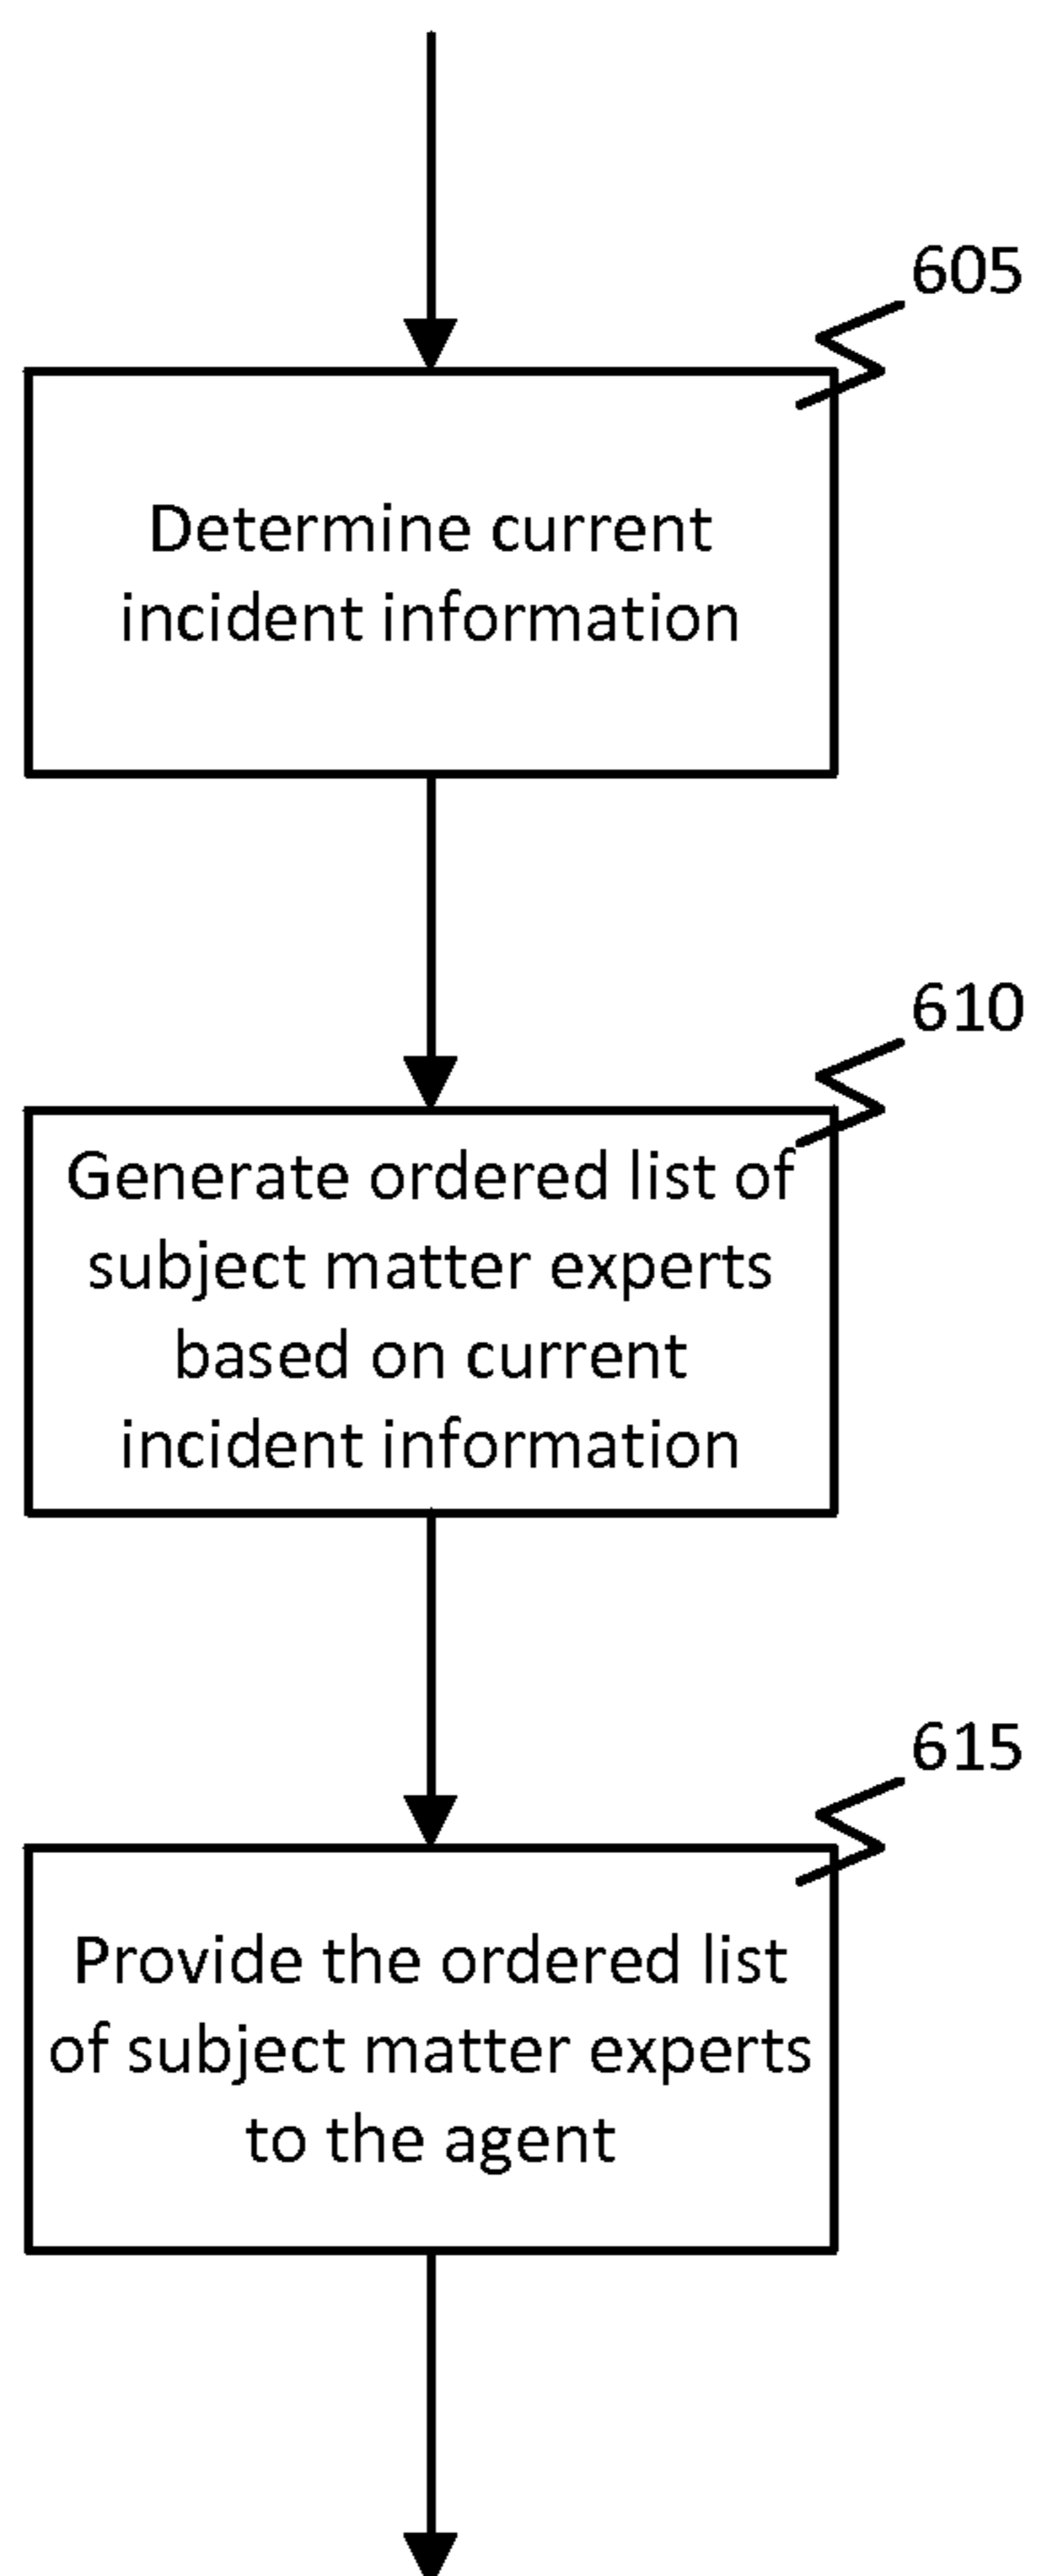 605
Determine current
incident information
610
Generate ordered list of
subject matter experts
based on current
incident information
615
Provide the ordered list
of subject matter experts
to the agent